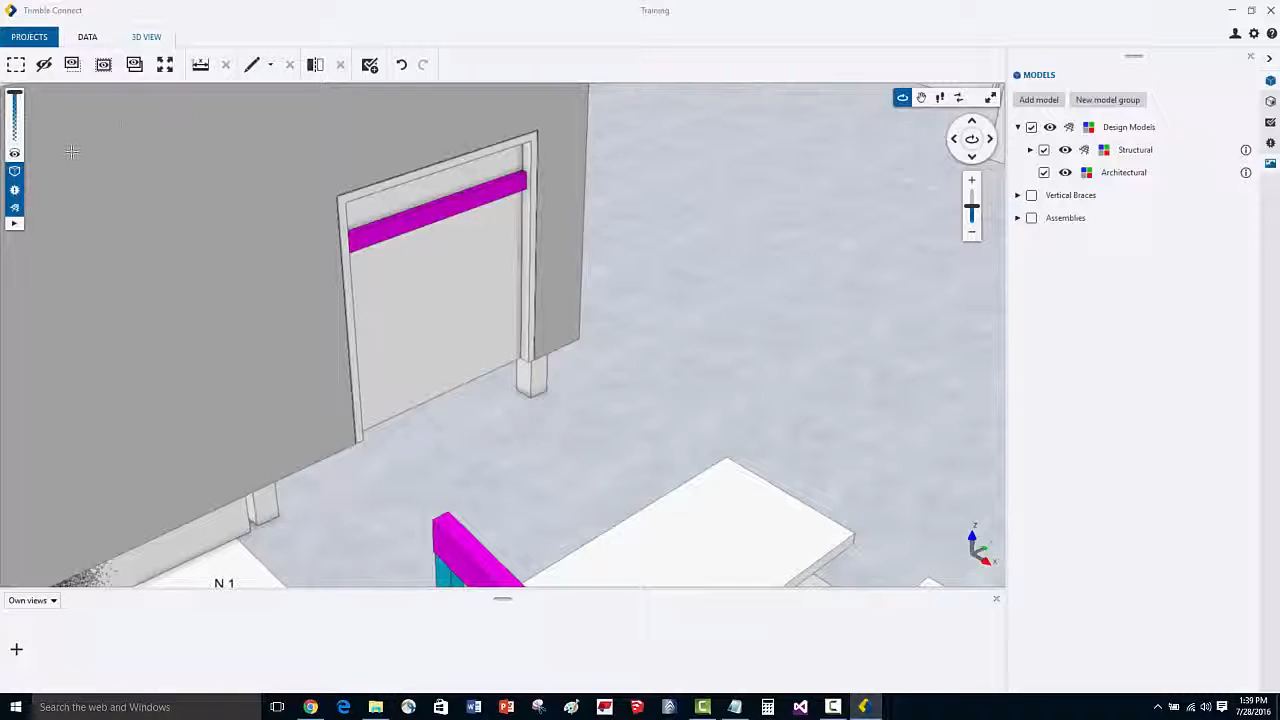 Trimble Connect
Training
PROJECTS
DATA
3D VIEW
MODELS
Add model
New model group
Design Models
Structural
Architectural
Vertical Braces
Assemblies
z
x
N 1
Own views
Search the web and Windows
1:39 PM
7/28/2016